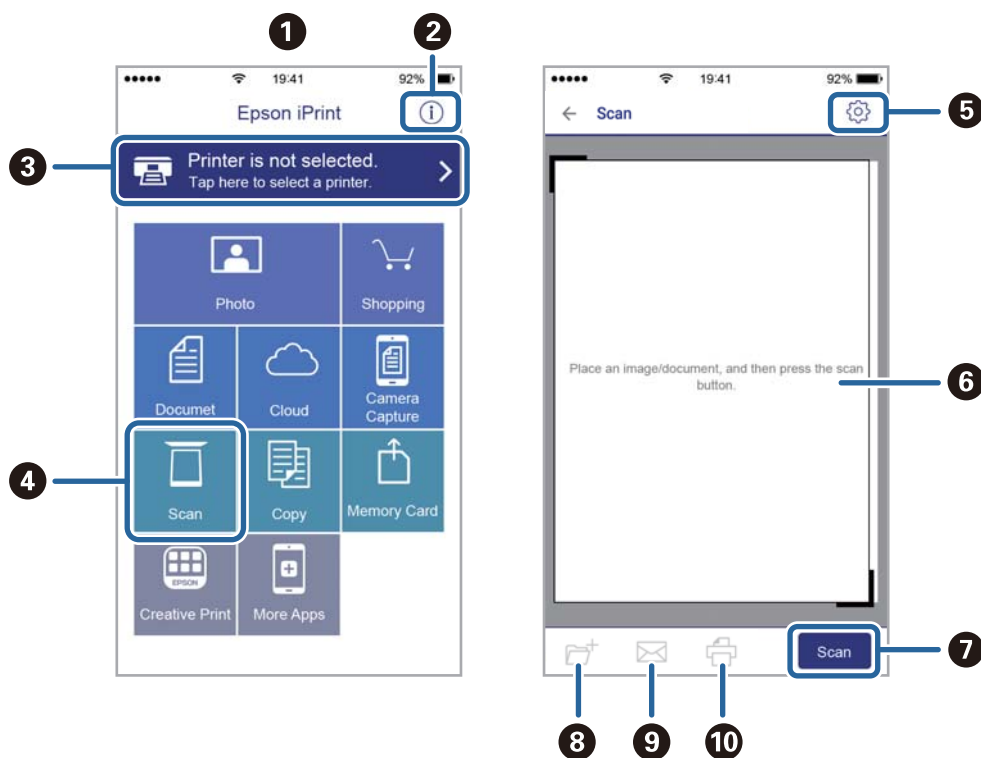 1
2
19:41
92%
Epson iPrint
3
Printer is not selected.
Tap here to select a printer.
Photo
Shopping
Documet
Cloud
Camera
Capture
4
Scan
Copy
Memory Card
EPSON
Creative Print
More Apps
19:41
92%
Scan
5
Place an image/document, and then press the scan
button.
6
Scan
7
8
9
10